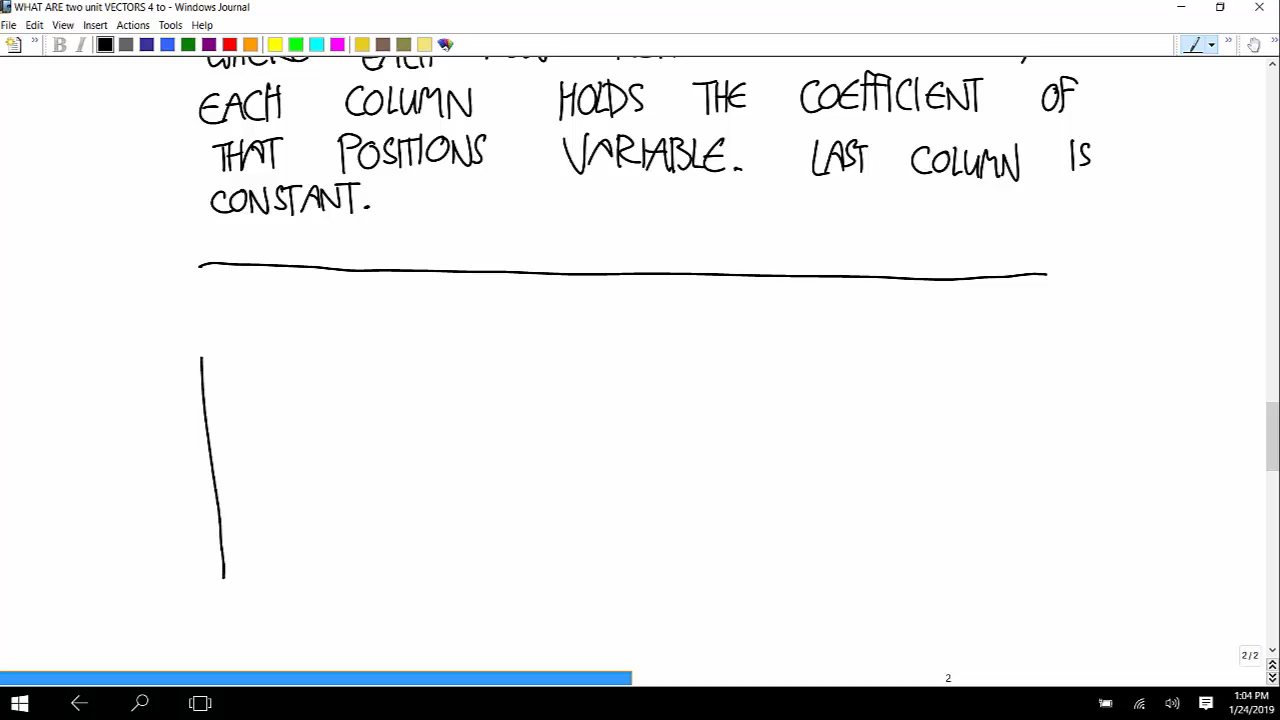 WHAT ARE two unit VECTORS 4 to - Windows Journal
File Edit View Insert Actions Tools Help
B I
WHERE EACH
EACH COLUMN HOLDS THE COEFFICIENT OF
THAT POSITIONS VARIABLE. LAST COLUMN IS
CONSTANT.
2/2
2
1:04 PM
1/24/2019